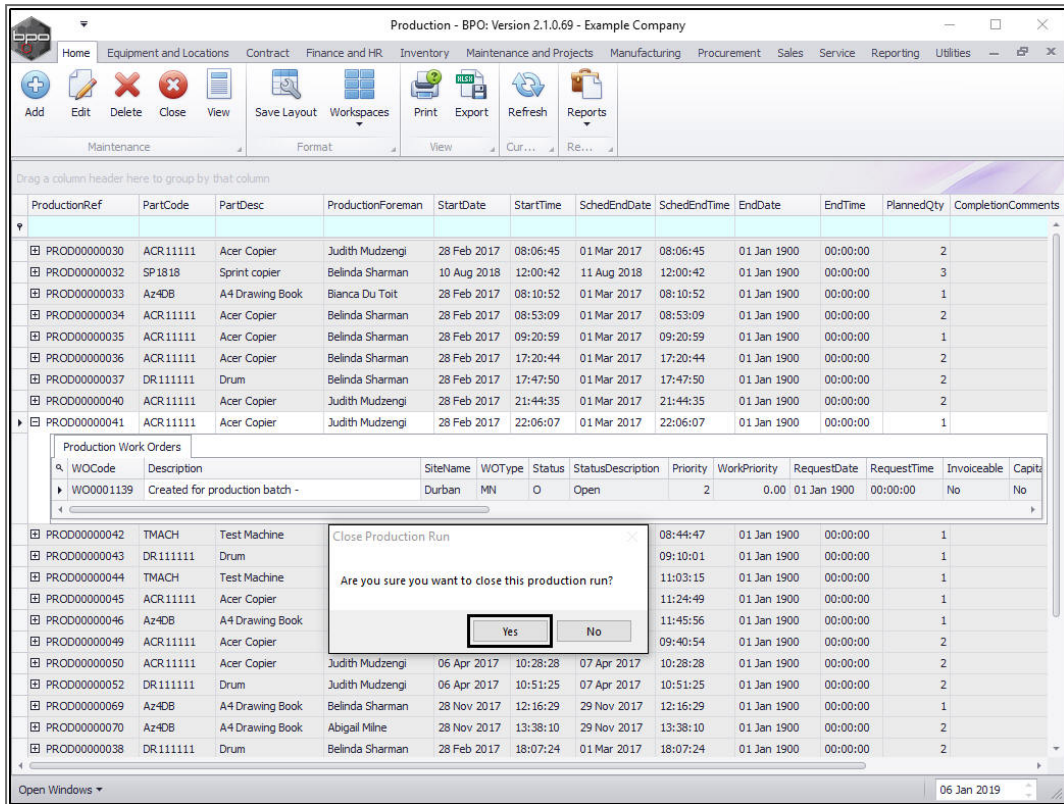 bpo
Production - BPO: Version 2.1.0.69 - Example Company
Home Equipment and Locations Contract Finance and HR Inventory Maintenance and Projects Manufacturing Procurement Sales Service Reporting Utilities
Add Edit Delete Close View Save Layout Workspaces Print Export Refresh Reports
Maintenance Format View Cur... Re...
Drag a column header here to group by that column
ProductionRef PartCode PartDesc ProductionForeman StartDate StartTime SchedEndDate SchedEndTime EndDate EndTime PlannedQty CompletionComments
PROD00000030 ACR11111 Acer Copier Judith Mudzengi 28 Feb 2017 08:06:45 01 Mar 2017 08:06:45 01 Jan 1900 00:00:00 2
PROD00000032 SP1818 Sprint copier Belinda Sharman 10 Aug 2018 12:00:42 11 Aug 2018 12:00:42 01 Jan 1900 00:00:00 3
PROD00000033 Az4DB A4 Drawing Book Bianca Du Toit 28 Feb 2017 08:10:52 01 Mar 2017 08:10:52 01 Jan 1900 00:00:00 1
PROD00000034 ACR11111 Acer Copier Belinda Sharman 28 Feb 2017 08:53:09 01 Mar 2017 08:53:09 01 Jan 1900 00:00:00 2
PROD00000035 ACR11111 Acer Copier Belinda Sharman 28 Feb 2017 09:20:59 01 Mar 2017 09:20:59 01 Jan 1900 00:00:00 1
PROD00000036 ACR11111 Acer Copier Belinda Sharman 28 Feb 2017 17:20:44 01 Mar 2017 17:20:44 01 Jan 1900 00:00:00 2
PROD00000037 DR111111 Drum Belinda Sharman 28 Feb 2017 17:47:50 01 Mar 2017 17:47:50 01 Jan 1900 00:00:00 2
PROD00000040 ACR11111 Acer Copier Judith Mudzengi 28 Feb 2017 21:44:35 01 Mar 2017 21:44:35 01 Jan 1900 00:00:00 2
PROD00000041 ACR11111 Acer Copier Judith Mudzengi 28 Feb 2017 22:06:07 01 Mar 2017 22:06:07 01 Jan 1900 00:00:00 1
Production Work Orders
WOCode Description SiteName WOType Status StatusDescription Priority WorkPriority RequestDate RequestTime Invoiceable Capita
WO0001139 Created for production batch - Durban MN O Open 2 0.00 01 Jan 1900 00:00:00 No No
PROD00000042 TMACH Test Machine 08:44:47 01 Jan 1900 00:00:00 1
Close Production Run
PROD00000043 DR111111 Drum 09:10:01 01 Jan 1900 00:00:00 1
PROD00000044 TMACH Test Machine 11:03:15 01 Jan 1900 00:00:00 1
Are you sure you want to close this production run?
PROD00000045 ACR11111 Acer Copier 11:24:49 01 Jan 1900 00:00:00 1
PROD00000046 Az4DB A4 Drawing Book 11:45:56 01 Jan 1900 00:00:00 1
Yes No
PROD00000049 ACR11111 Acer Copier 09:40:54 01 Jan 1900 00:00:00 2
PROD00000050 ACR11111 Acer Copier Judith Mudzengi 06 Apr 2017 10:28:28 07 Apr 2017 10:28:28 01 Jan 1900 00:00:00 2
PROD00000052 DR111111 Drum Judith Mudzengi 06 Apr 2017 10:51:25 07 Apr 2017 10:51:25 01 Jan 1900 00:00:00 2
PROD00000069 Az4DB A4 Drawing Book Belinda Sharman 28 Nov 2017 12:16:29 29 Nov 2017 12:16:29 01 Jan 1900 00:00:00 1
PROD00000070 Az4DB A4 Drawing Book Abigail Milne 28 Nov 2017 13:38:10 29 Nov 2017 13:38:10 01 Jan 1900 00:00:00 2
PROD00000038 DR111111 Drum Belinda Sharman 28 Feb 2017 18:07:24 01 Mar 2017 18:07:24 01 Jan 1900 00:00:00 2
Open Windows 06 Jan 2019